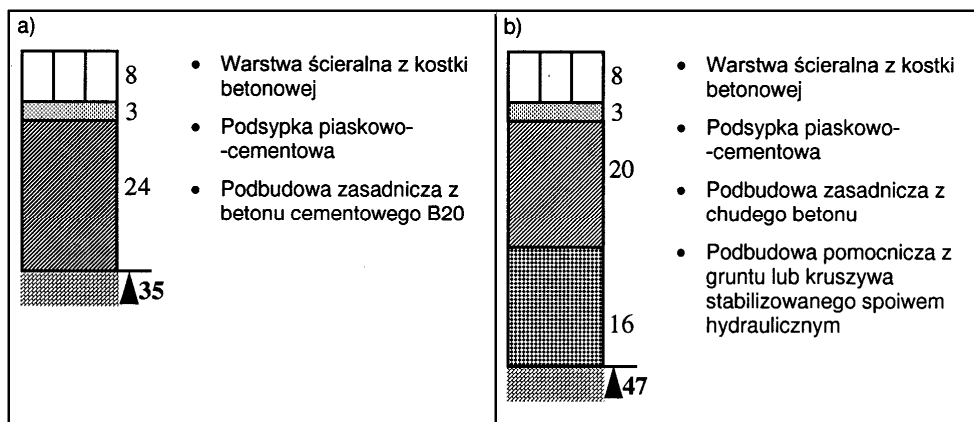 a)
8
3
24
35
• Warstwa ścieralna z kostki
betonowej
• Podsypka piaskowo-
-cementowa
• Podbudowa zasadnicza z
betonu cementowego B20
b)
8
3
20
16
47
• Warstwa ścieralna z kostki
betonowej
• Podsypka piaskowo-
-cementowa
• Podbudowa zasadnicza z
chudego betonu
• Podbudowa pomocnicza z
gruntu lub kruszywa
stabilizowanego spoiwem
hydraulicznym